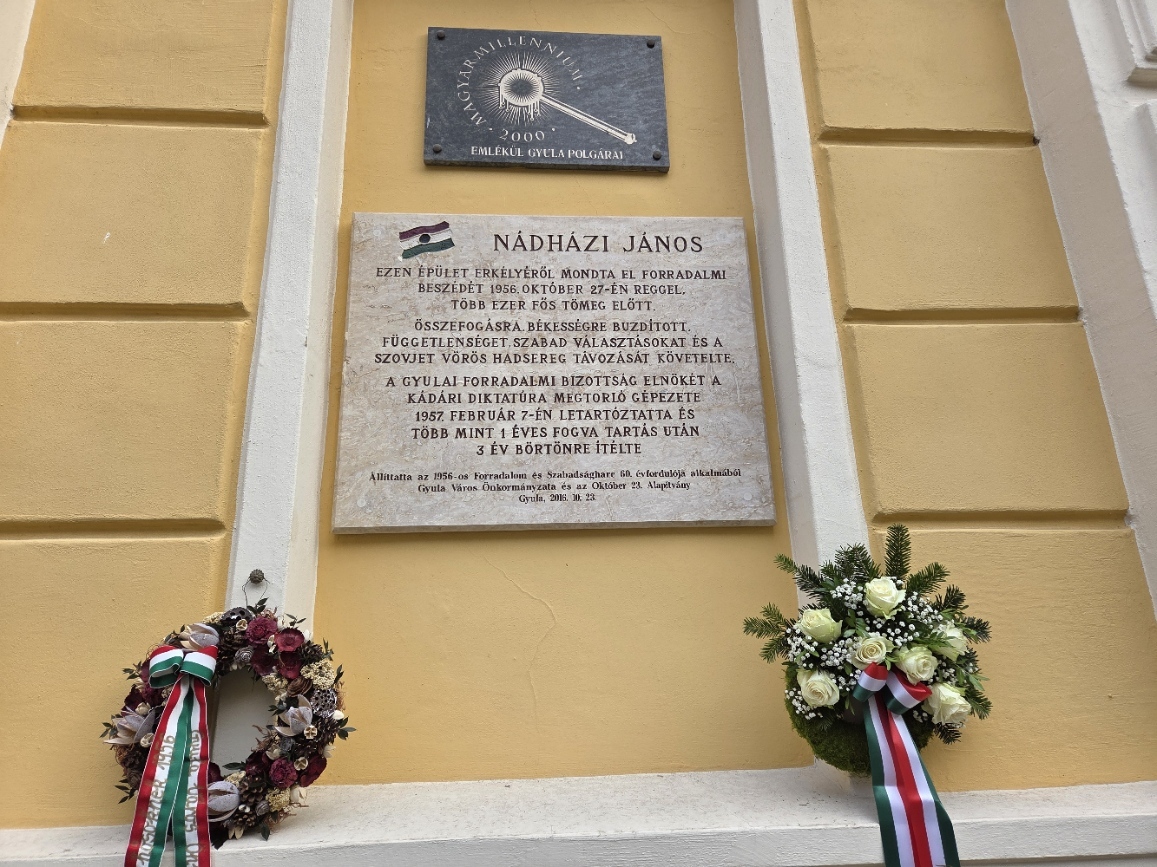 · MAGYAR MILLENNIUM ·
· 2000 ·
EMLÉKÜL GYULA POLGÁRAI
NÁDHÁZI JÁNOS
EZEN ÉPÜLET ERKÉLYÉRŐL MONDTA EL FORRADALMI
BESZÉDÉT 1956. OKTÓBER 27-ÉN REGGEL,
TÖBB EZER FŐS TÖMEG ELŐTT.
ÖSSZEFOGÁSRA, BÉKESSÉGRE BUZDÍTOTT.
FÜGGETLENSÉGET, SZABAD VÁLASZTÁSOKAT ÉS A
SZOVJET VÖRÖS HADSEREG TÁVOZÁSÁT KÖVETELTE.
A GYULAI FORRADALMI BIZOTTSÁG ELNÖKÉT A
KÁDÁRI DIKTATÚRA MEGTORLÓ GÉPEZETE
1957. FEBRUÁR 7-ÉN LETARTÓZTATTA ÉS
TÖBB MINT 1 ÉVES FOGVA TARTÁS UTÁN
3 ÉV BÖRTÖNRE ÍTÉLTE
Állíttatta az 1956-os Forradalom és Szabadságharc 60. évfordulója alkalmából
Gyula Város Önkormányzata és az Október 23. Alapítvány
Gyula, 2016. 10. 23.
1956